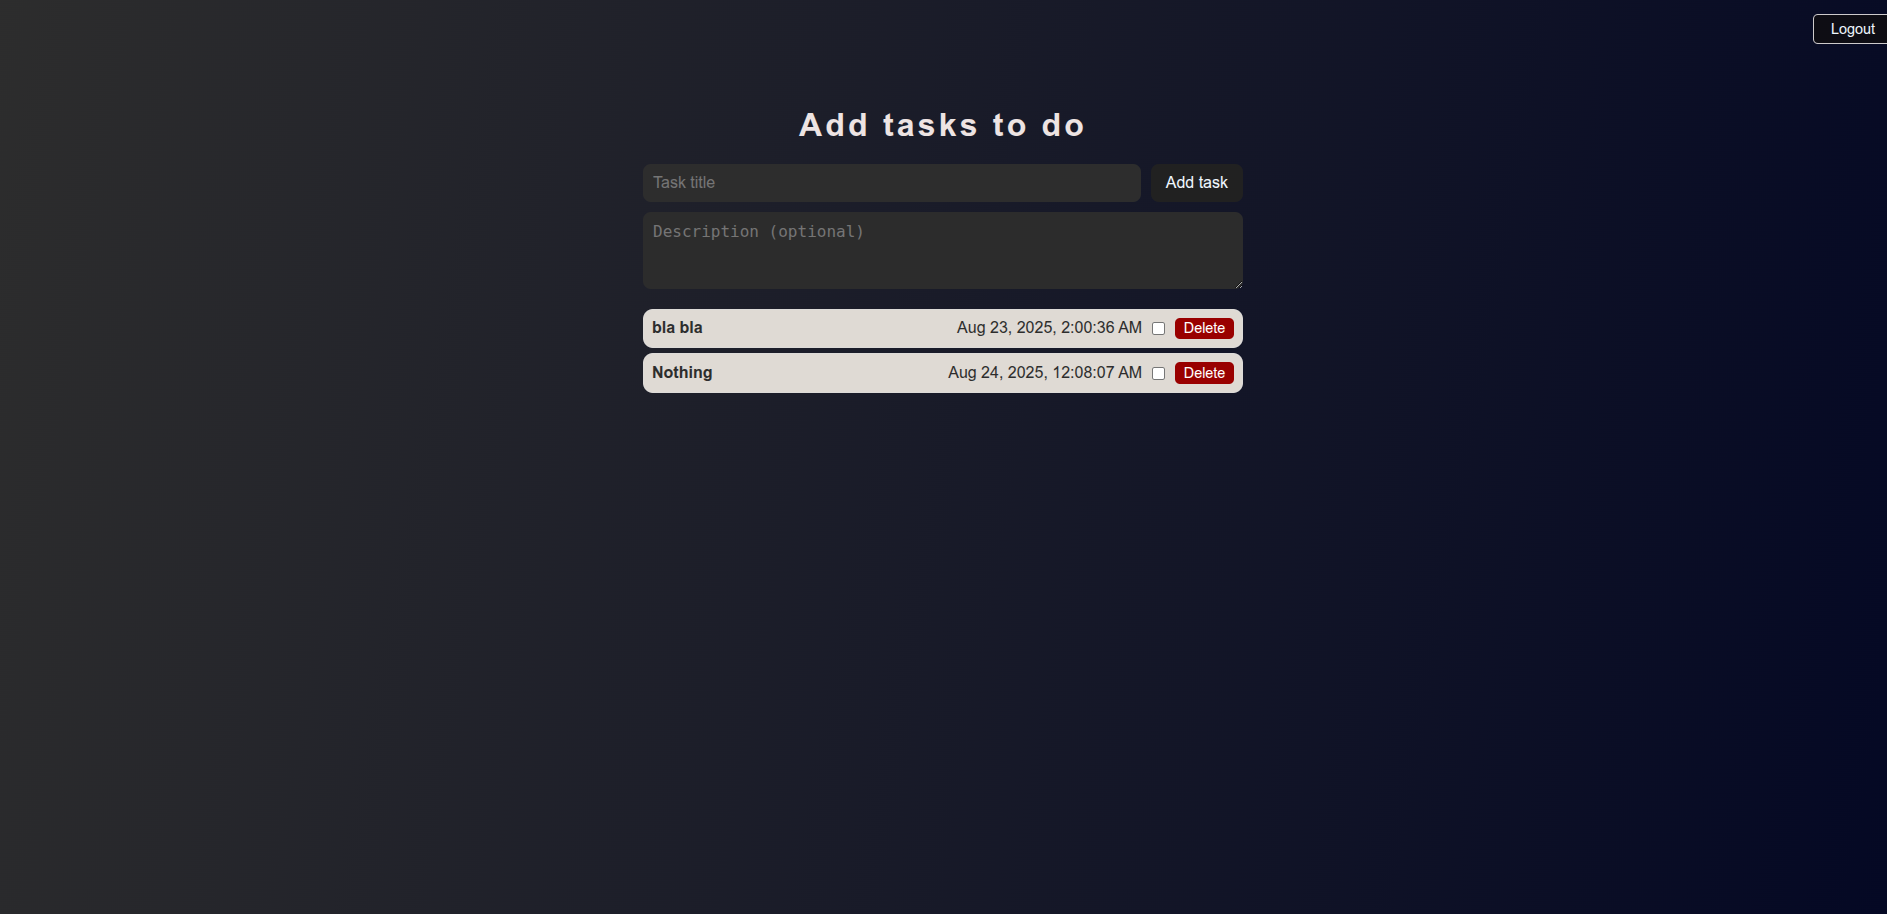 Logout
Add tasks to do
Task title Add task
Description (optional)
bla bla Aug 23, 2025, 2:00:36 AM Delete
Nothing Aug 24, 2025, 12:08:07 AM Delete